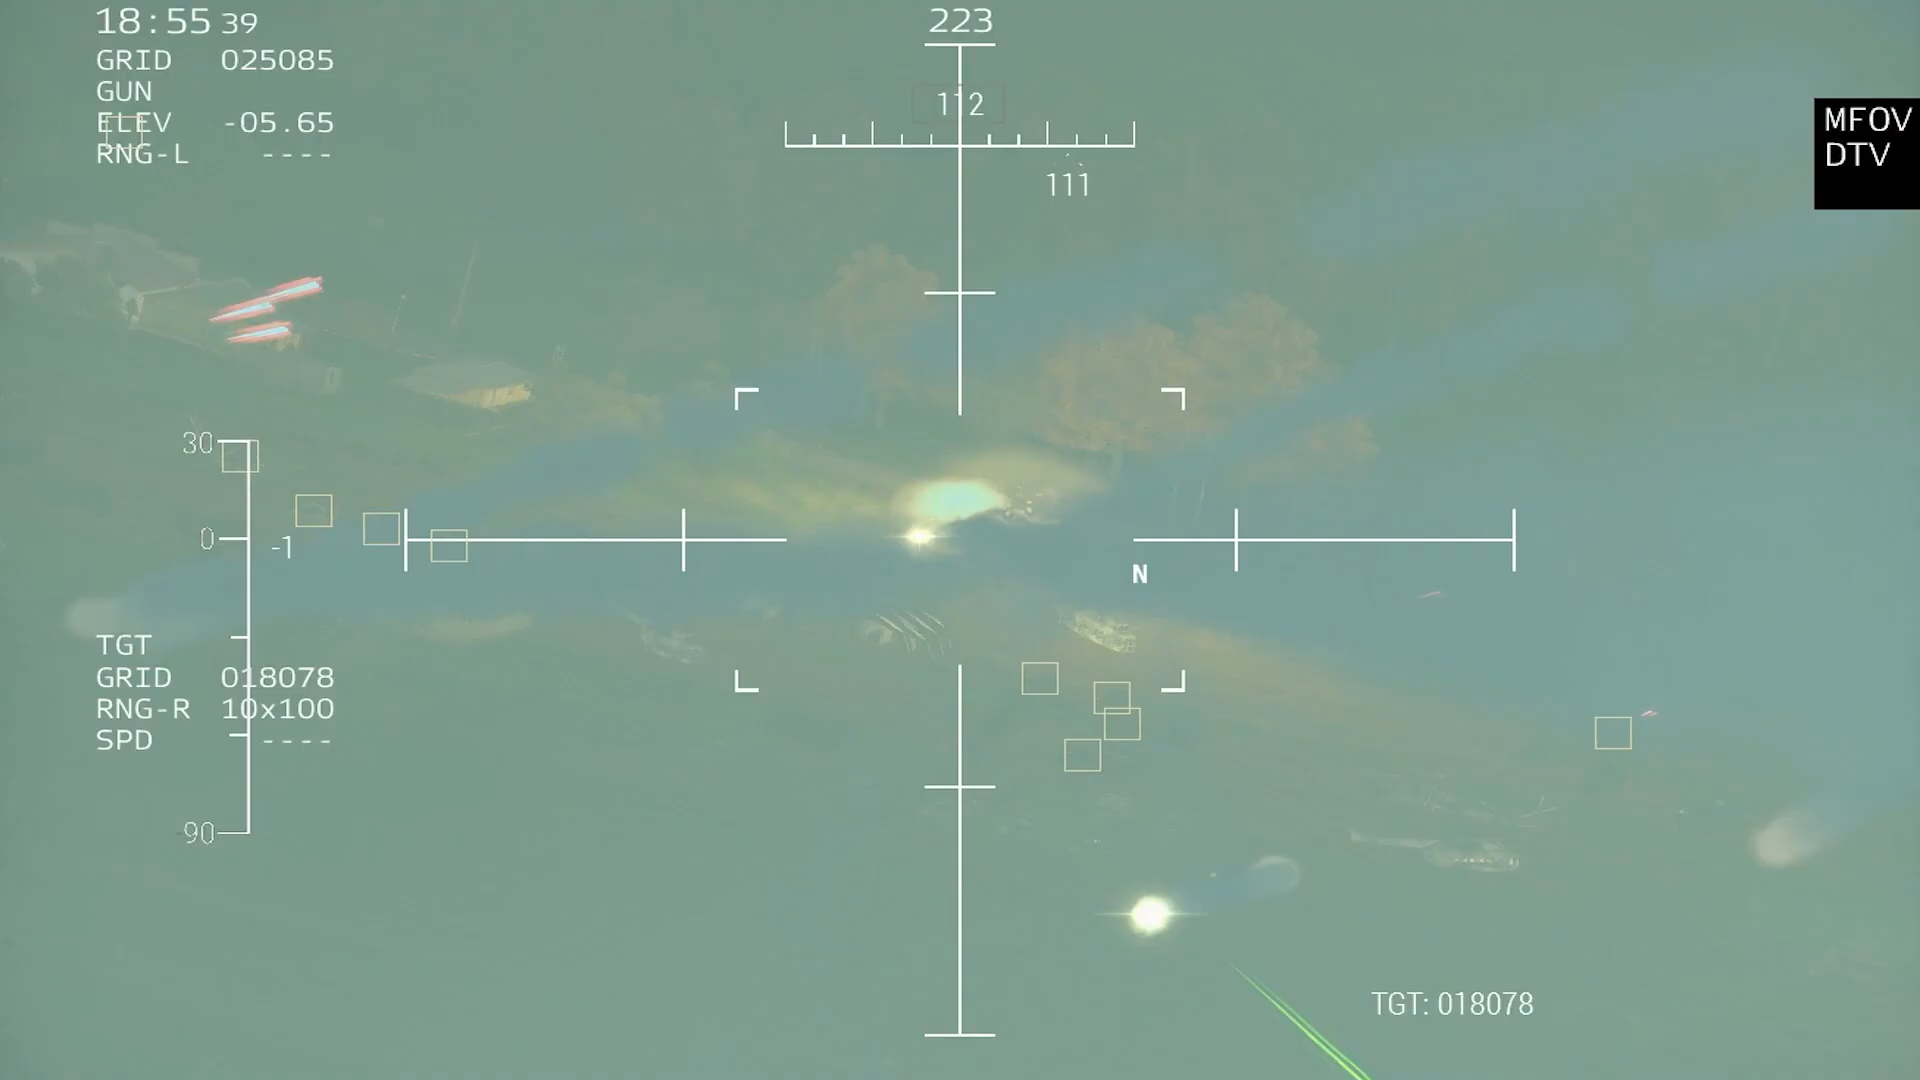 18:55 39
GRID 025085
GUN
ELEV -05.65
RNG-L ----
223
112
111
MFOV
DTV
30
0
-1
N
TGT
GRID 018078
RNG-R 10x100
SPD ----
-90
TGT: 018078